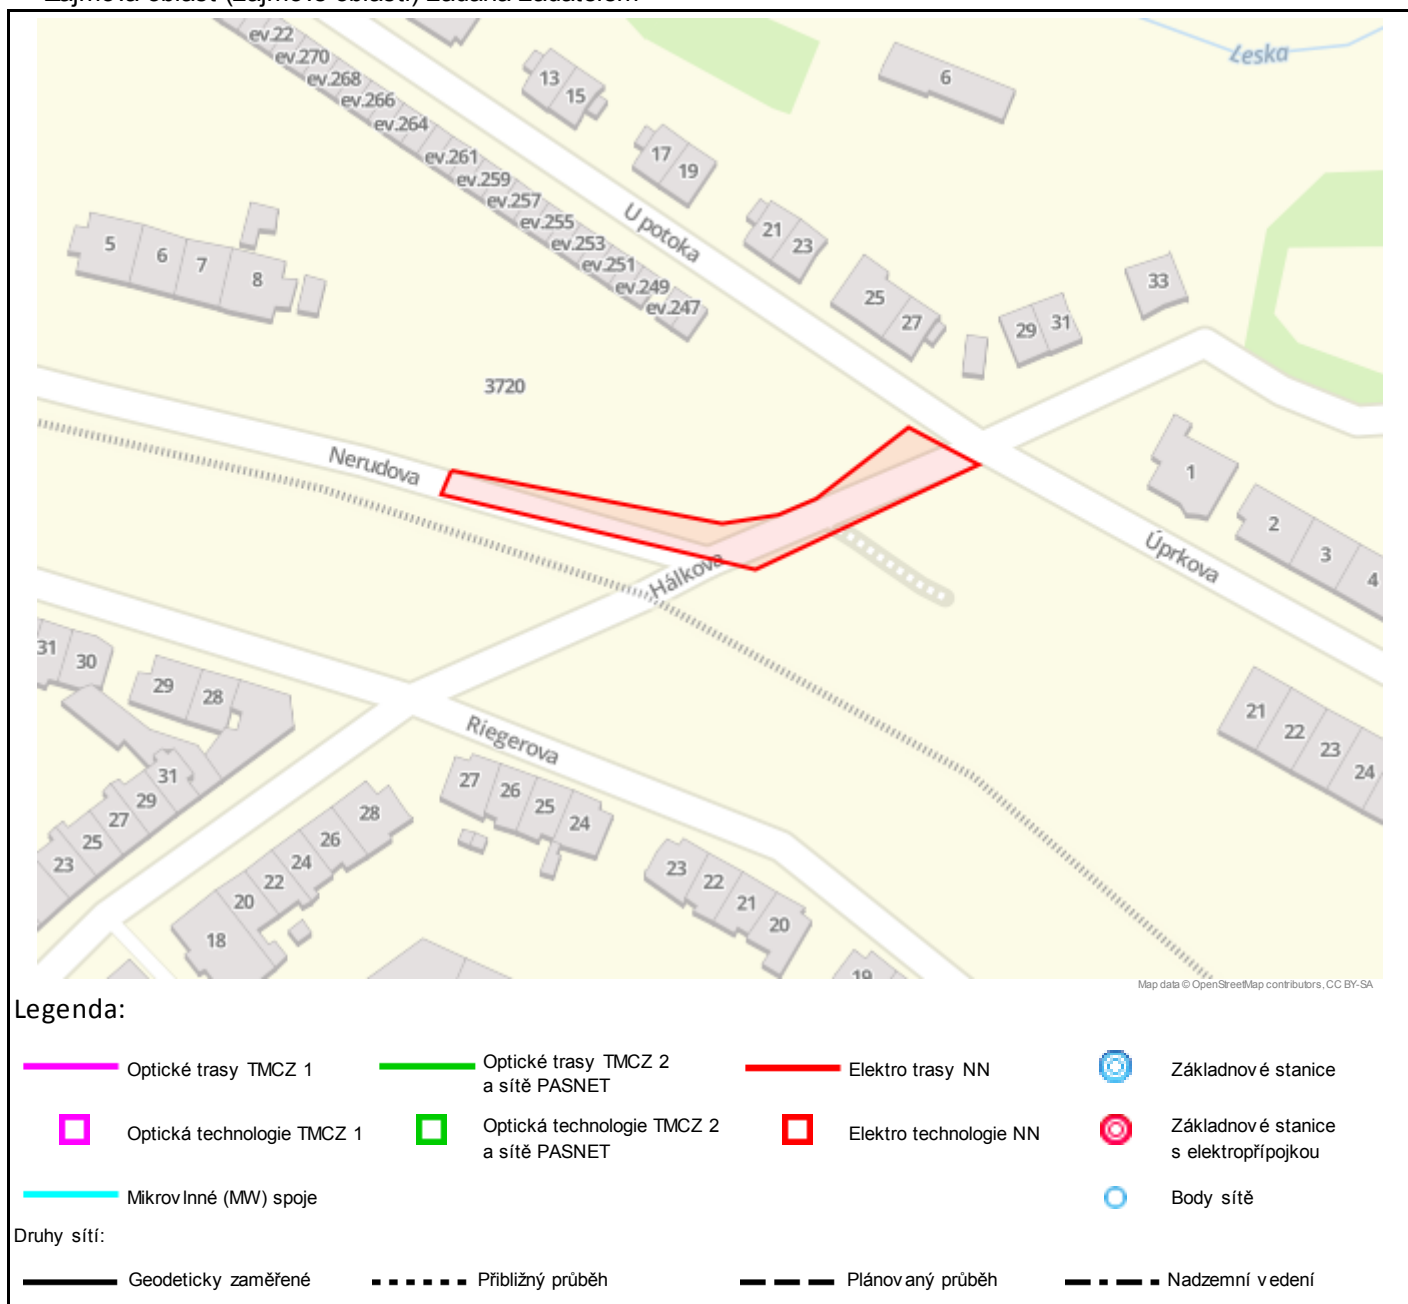 Zájmová oblast (zájmové oblasti) zadaná žadatelem
ev.22
ev.270
ev.268
ev.266
ev.264
ev.261
ev.259
ev.257
ev.255
ev.253
ev.251
ev.249
ev.247
13
15
17
19
6
Leska
U potoka
21
23
25
27
29
31
33
5
6
7
8
3720
Nerudova
Hálkova
Úprkova
1
2
3
4
21
22
23
24
31
30
29
28
Riegerova
31
29
27
25
23
28
26
24
22
20
18
27
26
25
24
23
22
21
20
19
Map data © OpenStreetMap contributors, CC BY-SA
Legenda:
Optické trasy TMCZ 1
Optické trasy TMCZ 2
a sítě PASNET
Elektro trasy NN
Základnové stanice
Optická technologie TMCZ 1
Optická technologie TMCZ 2
a sítě PASNET
Elektro technologie NN
Základnové stanice
s elektropřípojkou
Mikrovlnné (MW) spoje
Body sítě
Druhy sítí:
Geodeticky zaměřené
Přibližný průběh
Plánovaný průběh
Nadzemní vedení